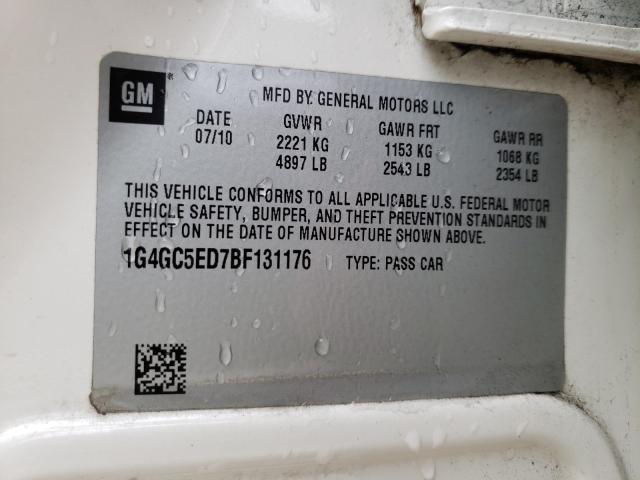 GM
MFD BY GENERAL MOTORS LLC
DATE GVWR GAWR FRT GAWR RR
07/10 2221 KG 1153 KG 1068 KG
4897 LB 2543 LB 2354 LB
THIS VEHICLE CONFORMS TO ALL APPLICABLE U.S. FEDERAL MOTOR
VEHICLE SAFETY, BUMPER, AND THEFT PREVENTION STANDARDS IN
EFFECT ON THE DATE OF MANUFACTURE SHOWN ABOVE.
1G4GC5ED7BF131176 TYPE: PASS CAR